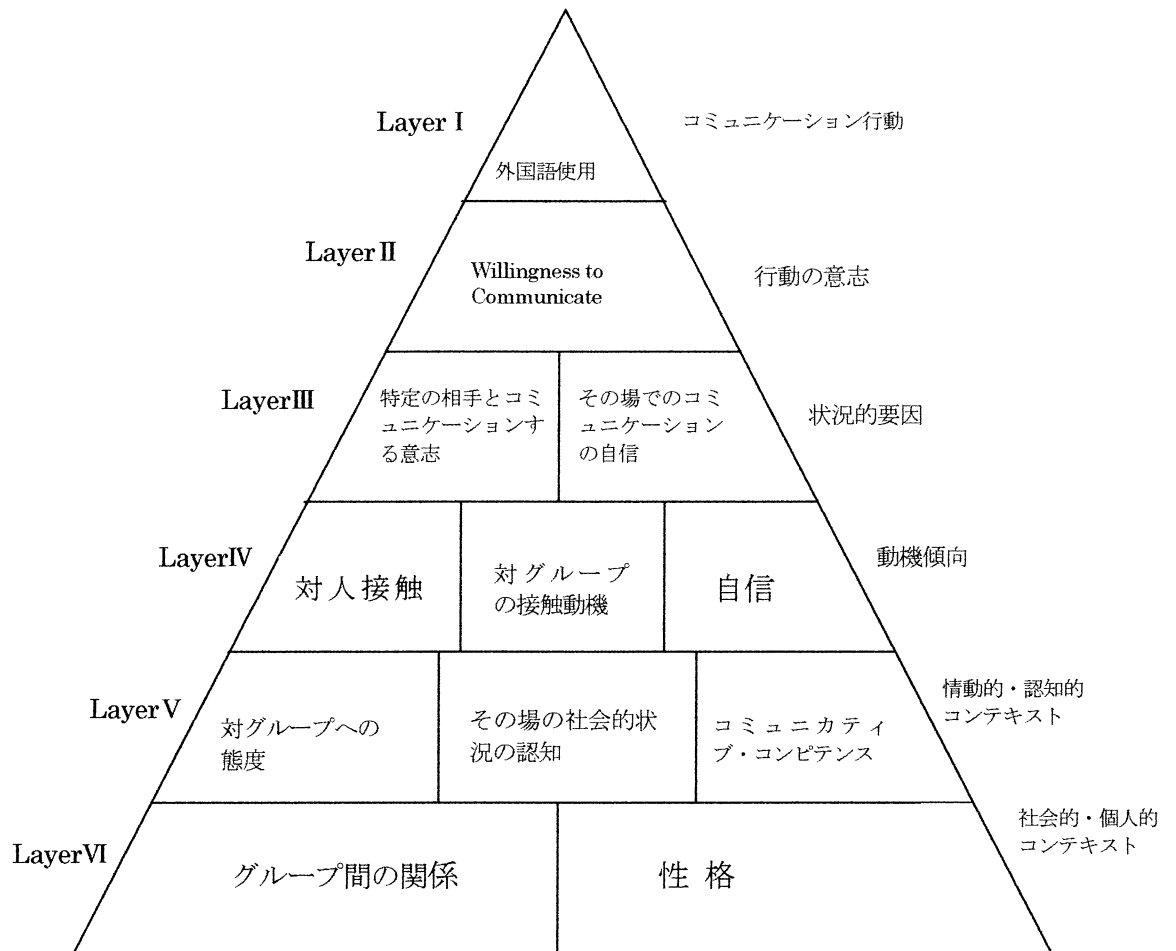 Layer Ⅰ
コミュニケーション行動
外国語使用
Layer Ⅱ
Willingness to
Communicate
行動の意志
LayerⅢ
特定の相手とコミ
ュニケーションす
る意志
その場でのコミ
ュニケーション
の自信
状況的要因
LayerⅣ
対人接触
対グループ
の接触動機
自信
動機傾向
Layer Ⅴ
対グループへの
態度
その場の社会的状
況の認知
コミュニカティ
ブ・コンピテンス
情動的・認知的
コンテキスト
LayerⅥ
グループ間の関係
性 格
社会的・個人的
コンテキスト